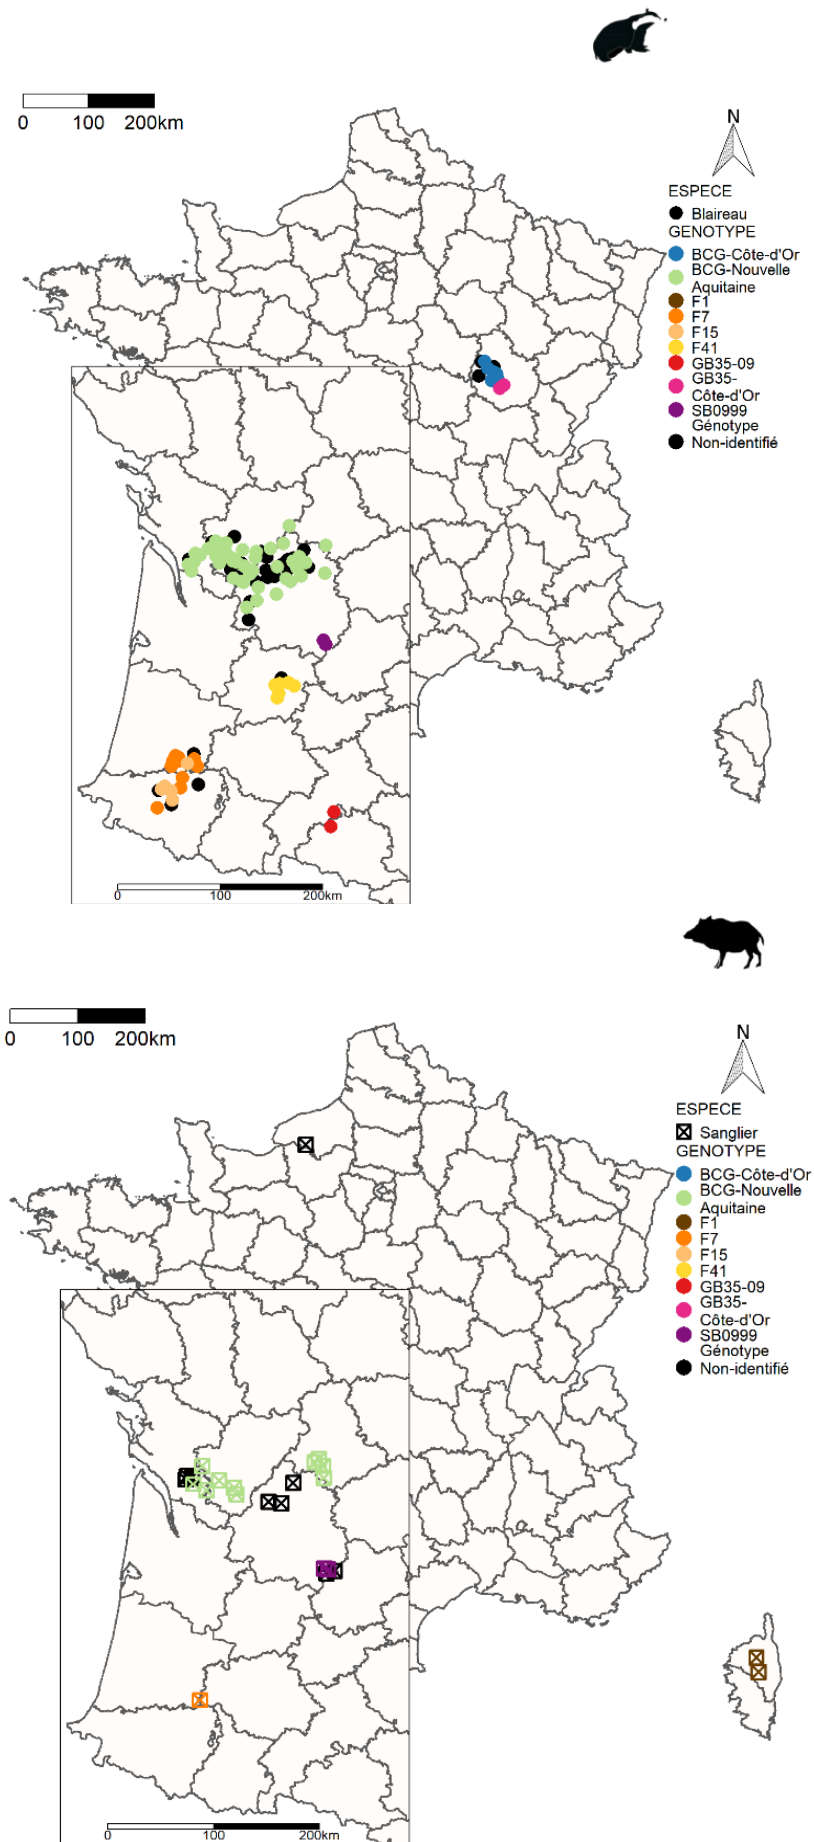 0 100 200km
N
ESPECE
Blaireau
GENOTYPE
BCG-Côte-d'Or
BCG-Nouvelle
Aquitaine
F1
F7
F15
F41
GB35-09
GB35-
Côte-d'Or
SB0999
Génotype
Non-identifié
0 100 200km
0 100 200km
N
ESPECE
Sanglier
GENOTYPE
BCG-Côte-d'Or
BCG-Nouvelle
Aquitaine
F1
F7
F15
F41
GB35-09
GB35-
Côte-d'Or
SB0999
Génotype
Non-identifié
0 100 200km